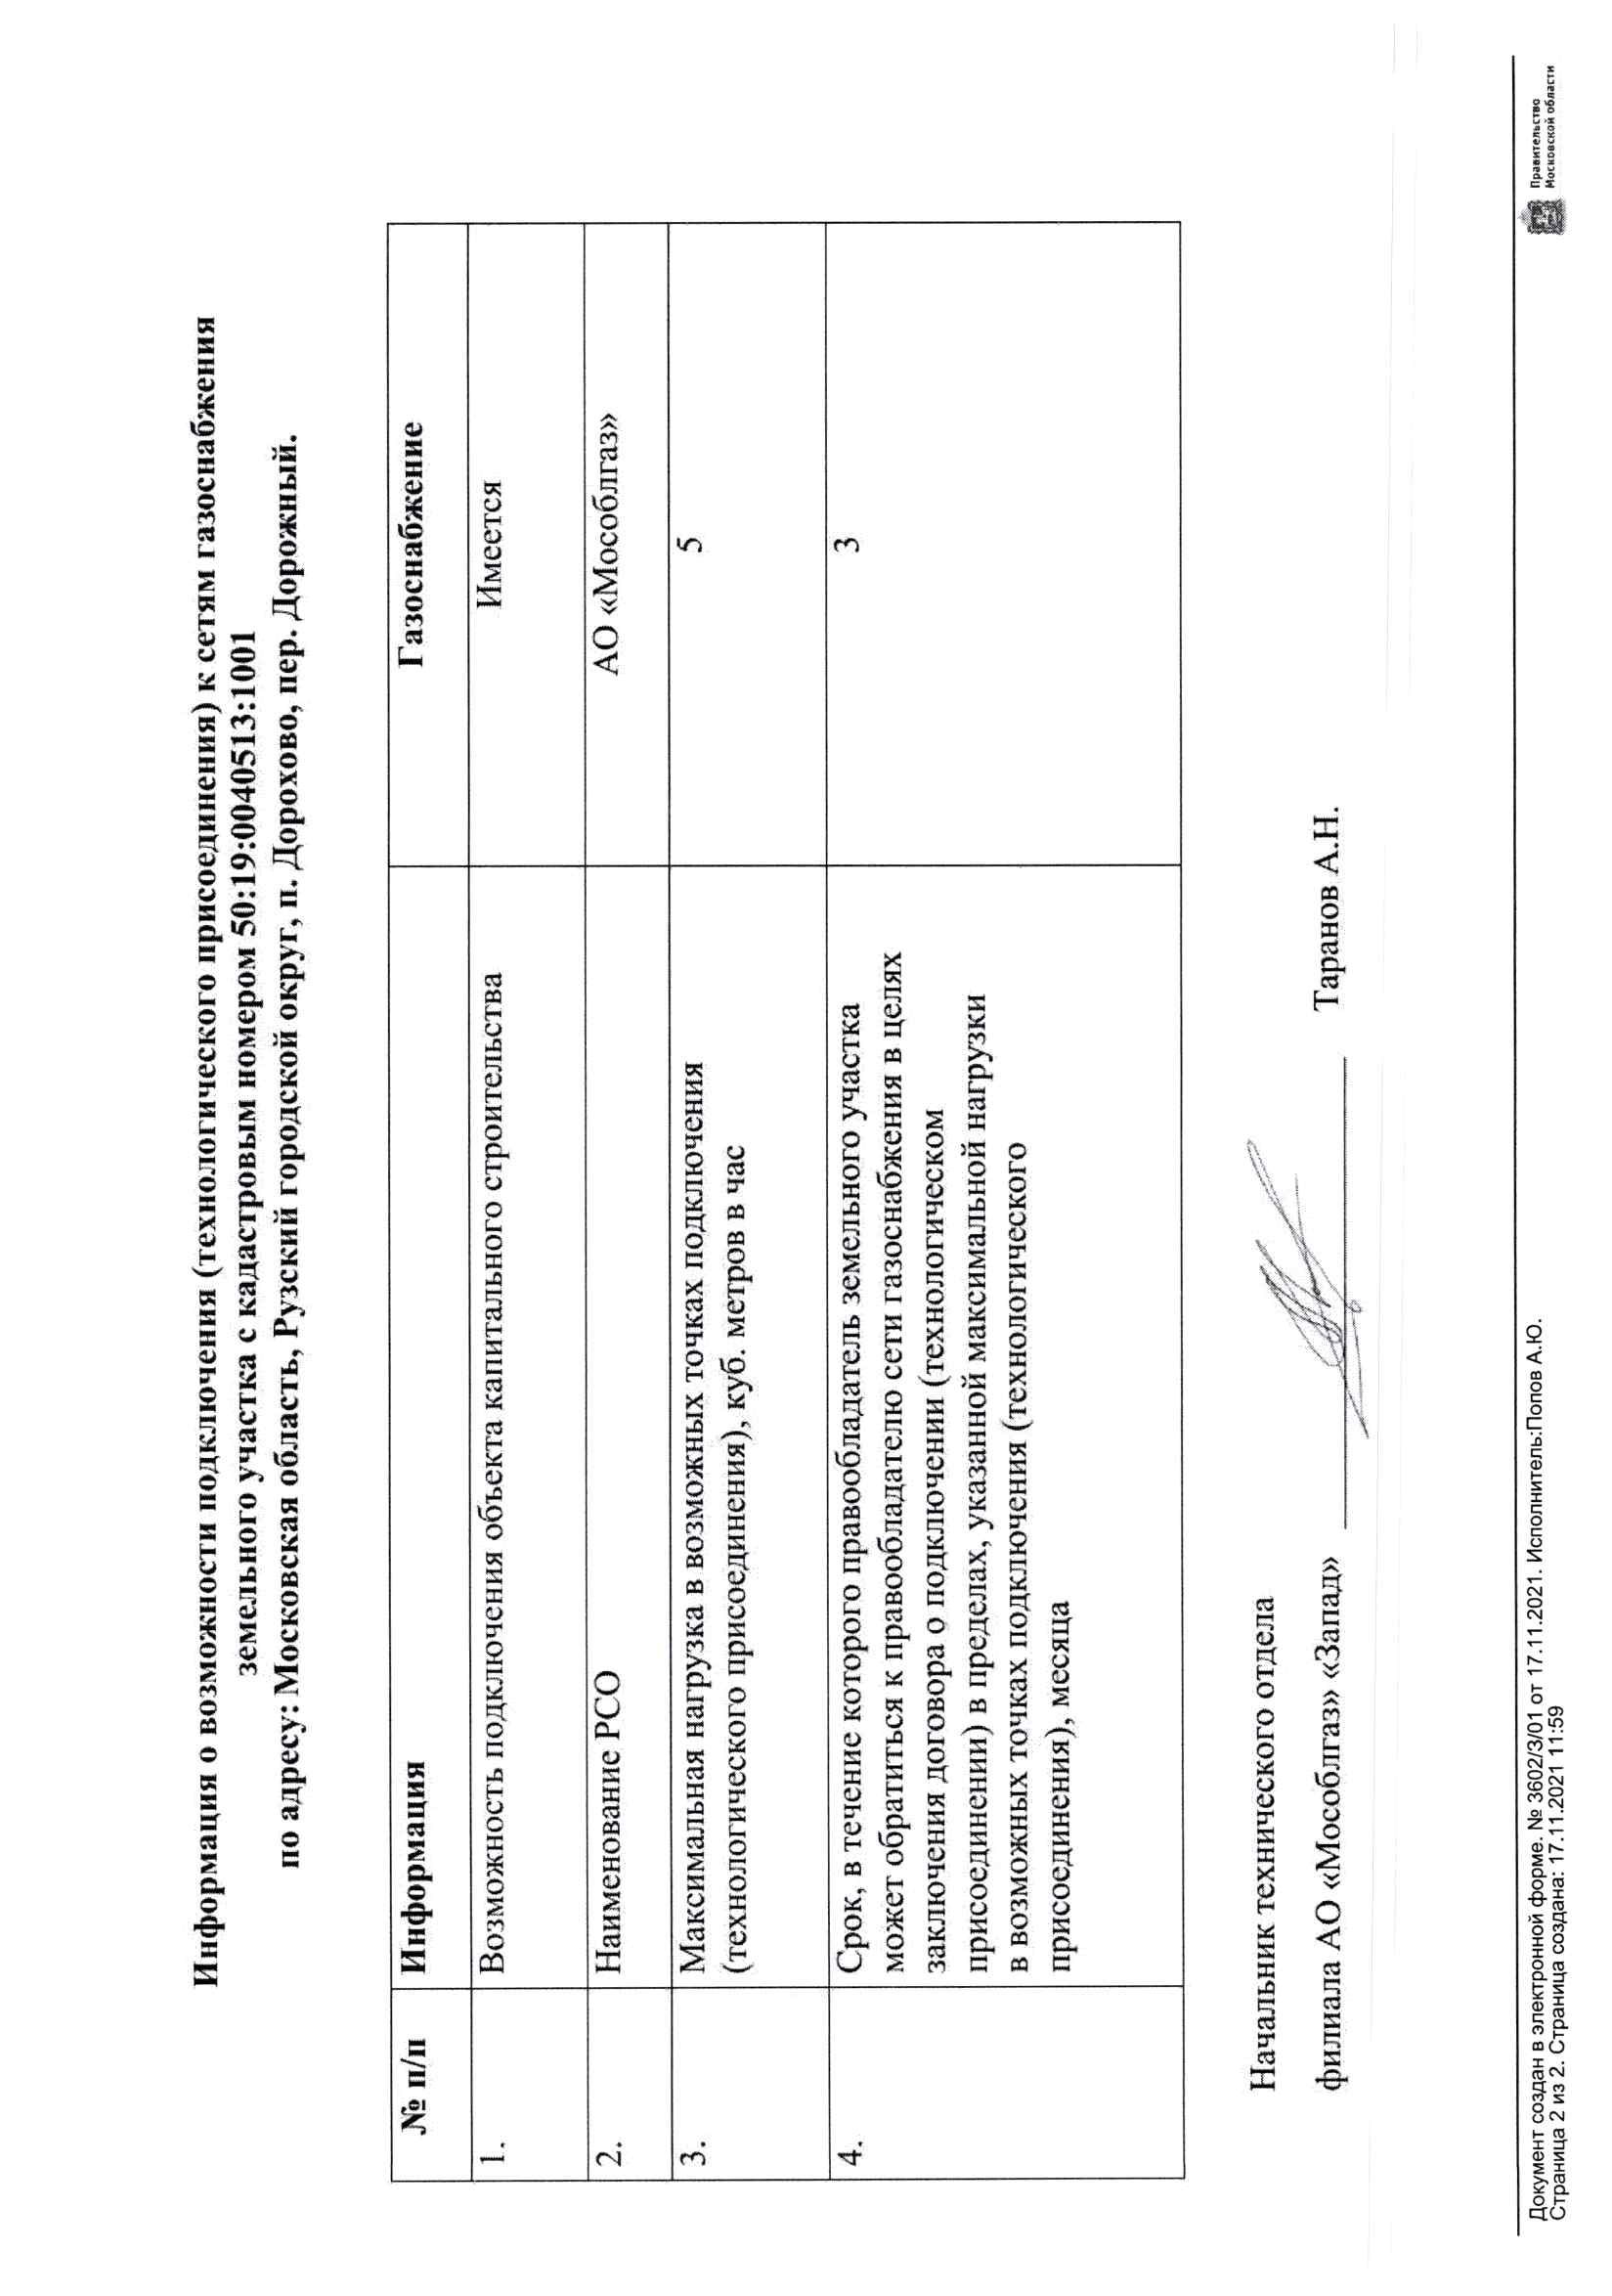 Информация о возможности подключения (технологического присоединения) к сетям газоснабжения
земельного участка с кадастровым номером 50:19:0040513:1001
по адресу: Московская область, Рузский городской округ, п. Дорохово, пер. Дорожный.
№ п/п
Информация
Газоснабжение
1.
Возможность подключения объекта капитального строительства
Имеется
2.
Наименование РСО
АО «Мособлгаз»
3.
Максимальная нагрузка в возможных точках подключения
(технологического присоединения), куб. метров в час
5
4.
Срок, в течение которого правообладатель земельного участка
может обратиться к правообладателю сети газоснабжения в целях
заключения договора о подключении (технологическом
присоединении) в пределах, указанной максимальной нагрузки
в возможных точках подключения (технологического
присоединения), месяца
3
Начальник технического отдела
филиала АО «Мособлгаз» «Запад» Таранов А.Н.
Документ создан в электронной форме. № 3602/3/01 от 17.11.2021. Исполнитель:Попов А.Ю.
Страница 2 из 2. Страница создана: 17.11.2021 11:59
Правительство
Московской области